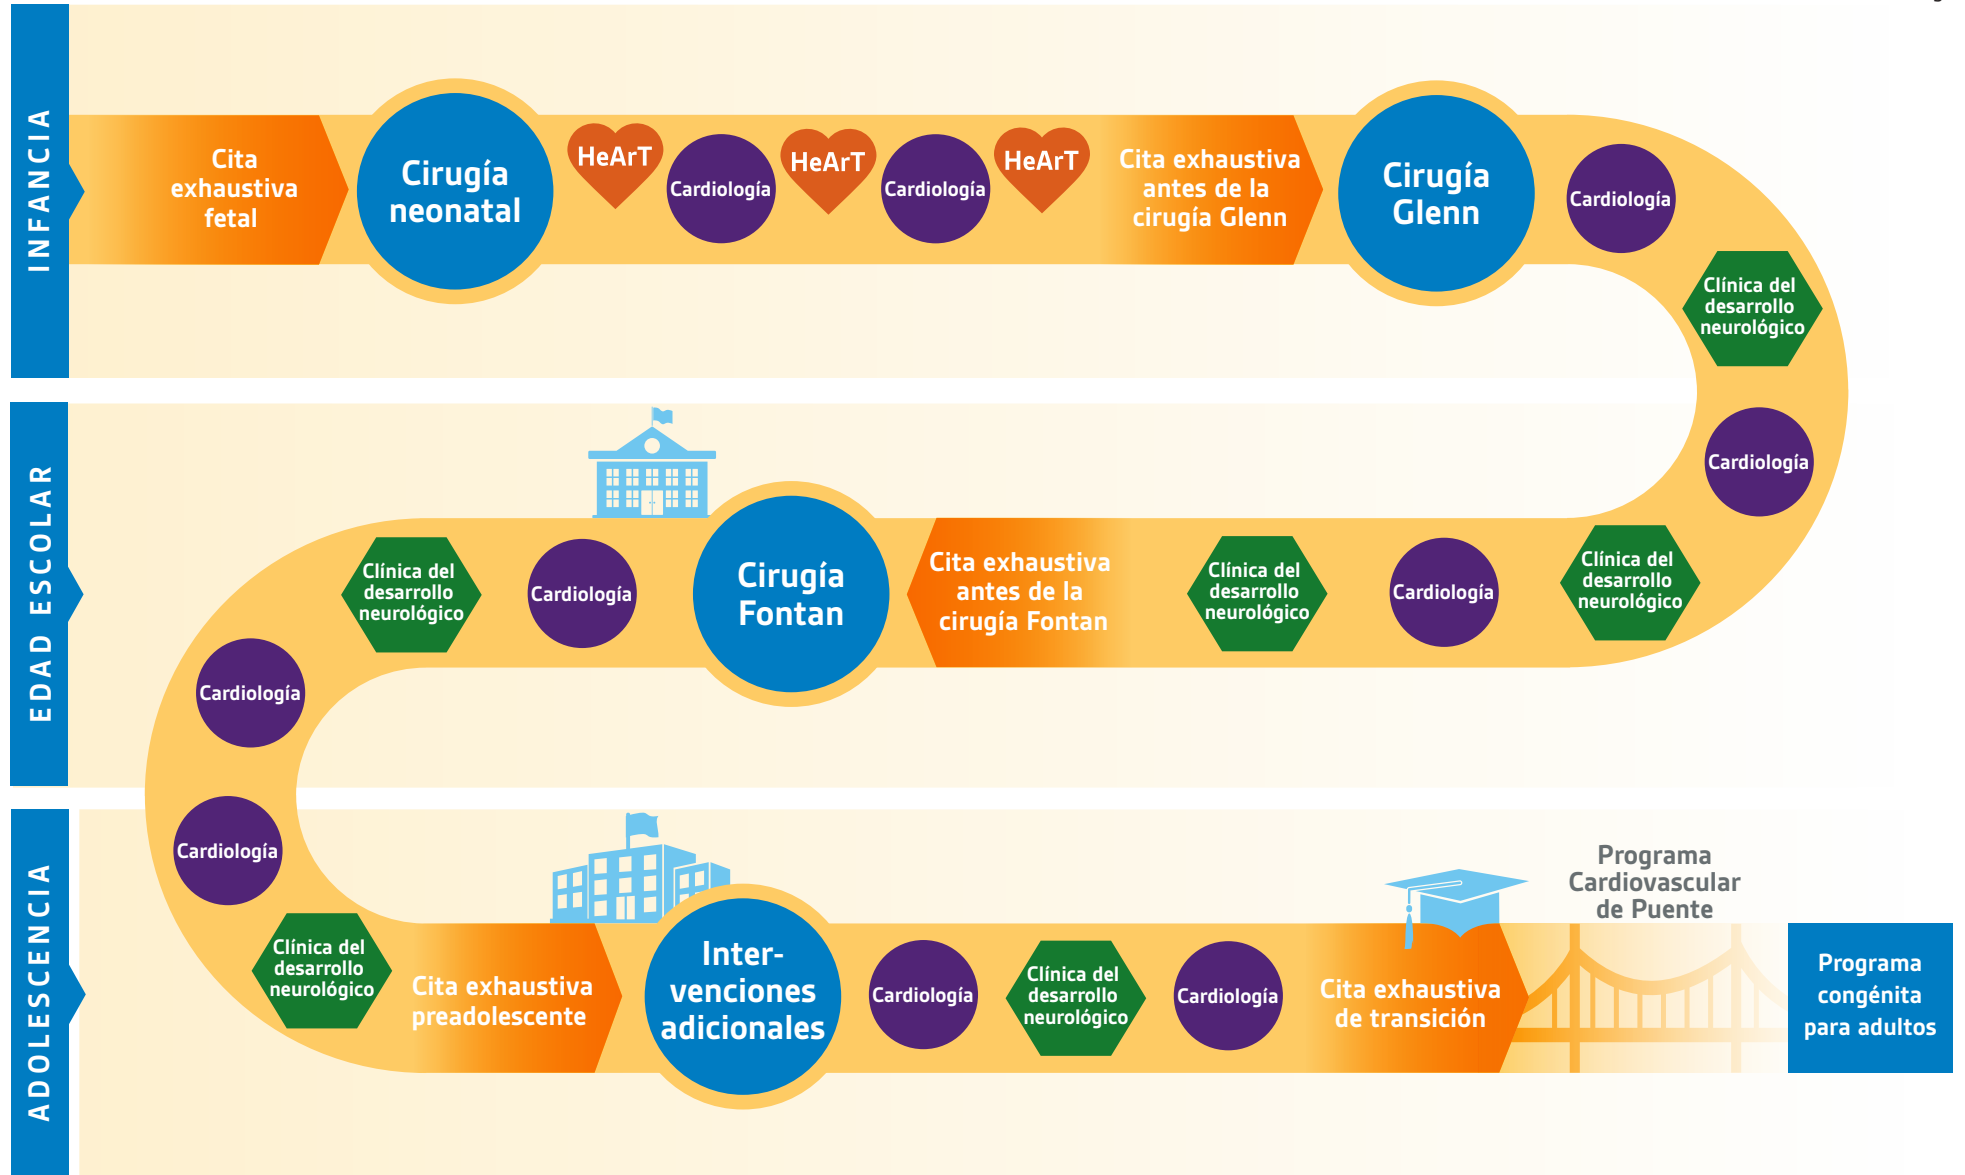 INFANCIA
Cita
exhaustiva
fetal
Cirugía
neonatal
HeArT
Cardiología
HeArT
Cardiología
HeArT
Cita exhaustiva
antes de la
cirugía Glenn
Cirugía
Glenn
Cardiología
Clínica del
desarrollo
neurológico
Cardiología
EDAD ESCOLAR
Clínica del
desarrollo
neurológico
Cardiología
Clínica del
desarrollo
neurológico
Cita exhaustiva
antes de la
cirugía Fontan
Cirugía
Fontan
Cardiología
Clínica del
desarrollo
neurológico
Cardiología
ADOLESCENCIA
Cardiología
Clínica del
desarrollo
neurológico
Cita exhaustiva
preadolescente
Inter-
venciones
adicionales
Cardiología
Clínica del
desarrollo
neurológico
Cardiología
Cita exhaustiva
de transición
Programa
Cardiovascular
de Puente
Programa
congénita
para adultos